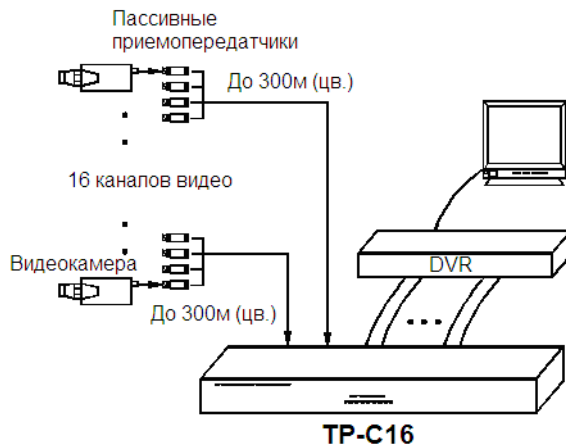 Пассивные
приемопередатчики
До 300м (цв.)
16 каналов видео
Видеокамера
До 300м (цв.)
DVR
TP-C16